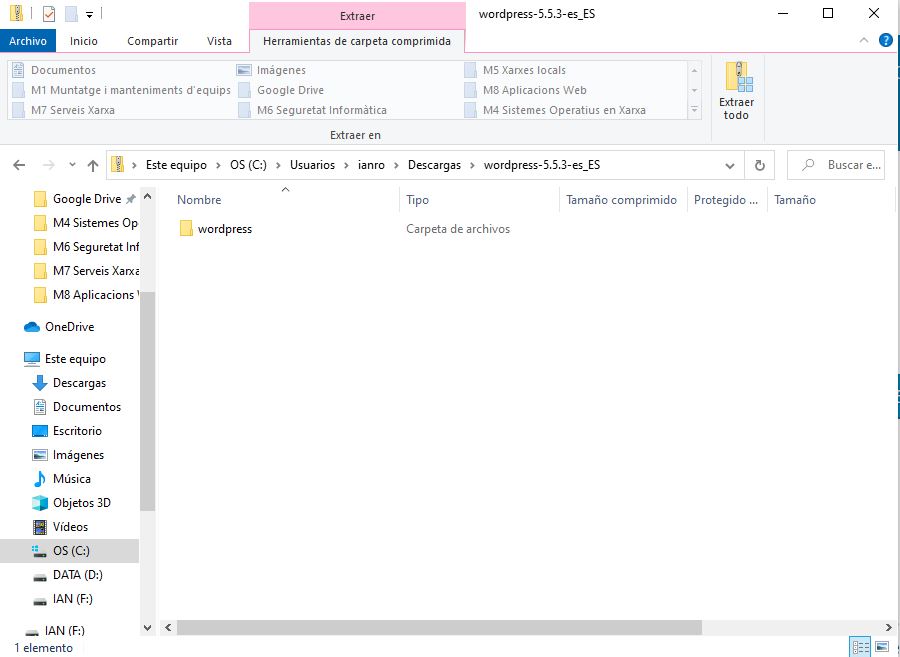 Extraer
wordpress-5.5.3-es_ES
Archivo
Inicio
Compartir
Vista
Herramientas de carpeta comprimida
Documentos
Imágenes
M5 Xarxes locals
M1 Muntatge i manteniments d'equips
Google Drive
M8 Aplicacions Web
M7 Serveis Xarxa
M6 Seguretat Informàtica
M4 Sistemes Operatius en Xarxa
Extraer
todo
Extraer en
Este equipo > OS (C:) > Usuarios > ianro > Descargas > wordpress-5.5.3-es_ES
Buscar e...
Nombre
Tipo
Tamaño comprimido
Protegido ...
Tamaño
wordpress
Carpeta de archivos
Google Drive
M4 Sistemes Op
M6 Seguretat Inf
M7 Serveis Xarxa
M8 Aplicacions W
OneDrive
Este equipo
Descargas
Documentos
Escritorio
Imágenes
Música
Objetos 3D
Vídeos
OS (C:)
DATA (D:)
IAN (F:)
IAN (F:)
1 elemento